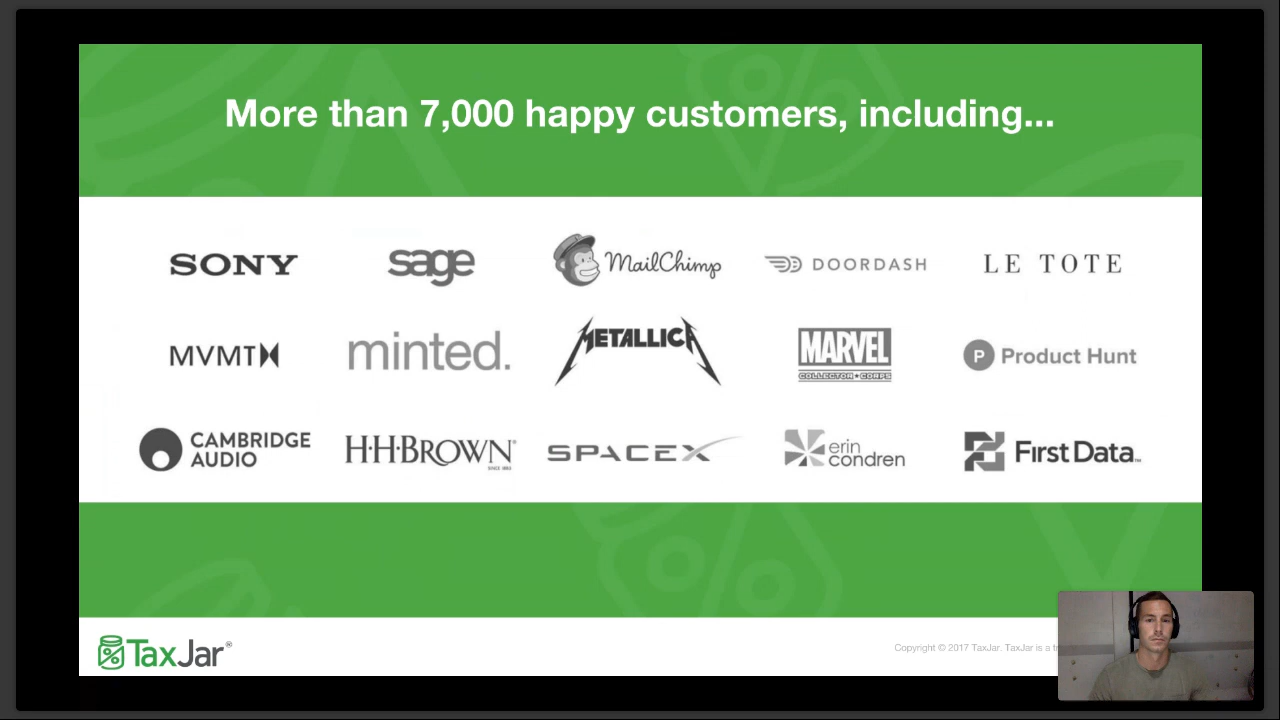 More than 7,000 happy customers, including...
SONY
sage
MailChimp
DOORDASH
LE TOTE
MVMT
minted.
METALLICA
MARVEL
COLLECTOR★CORPS
P Product Hunt
CAMBRIDGE
AUDIO
H·H·BROWN®
SINCE 1883
SPACEX
erin
condren
First Data™
TaxJar®
Copyright © 2017 TaxJar. TaxJar is a